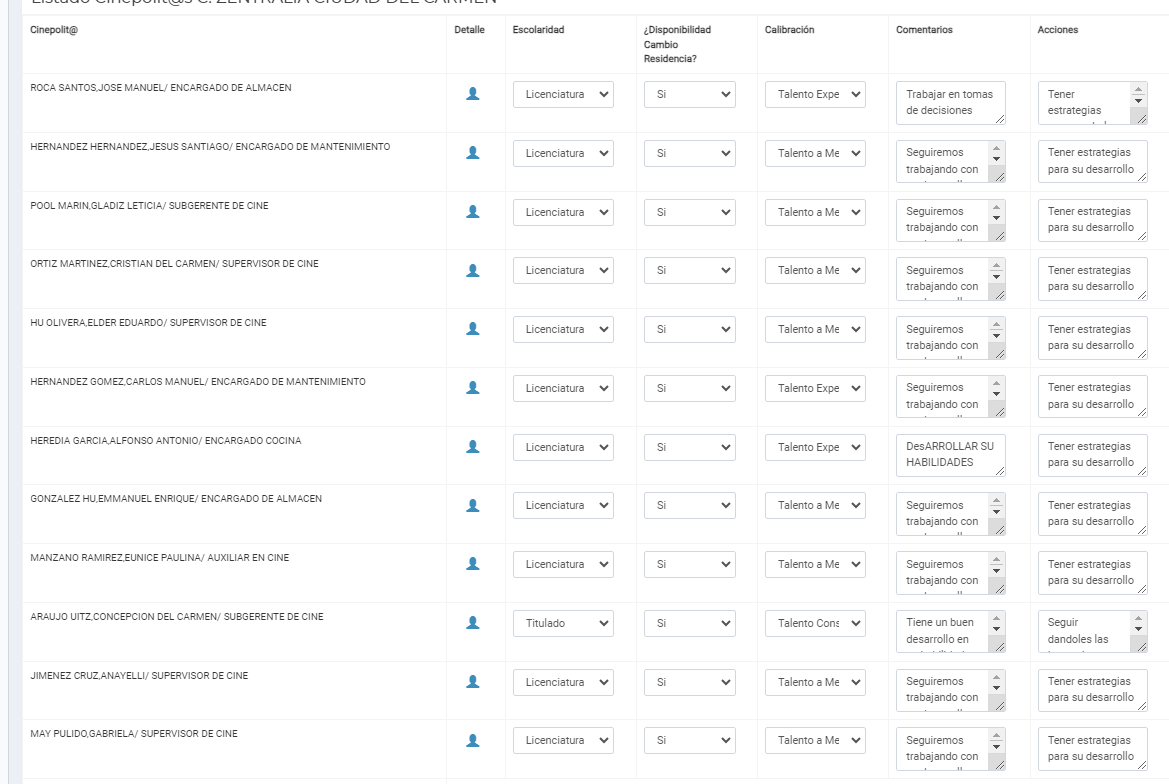 Listado Cinepolit@s C. ZENTRALIA CIUDAD DEL CARMEN
Cinepolit@ Detalle Escolaridad ¿Disponibilidad Cambio Residencia? Calibración Comentarios Acciones
ROCA SANTOS,JOSE MANUEL/ ENCARGADO DE ALMACEN Licenciatura Si Talento Expe Trabajar en tomas de decisiones Tener estrategias
HERNANDEZ HERNANDEZ,JESUS SANTIAGO/ ENCARGADO DE MANTENIMIENTO Licenciatura Si Talento a Me Seguiremos trabajando con Tener estrategias para su desarrollo
POOL MARIN,GLADIZ LETICIA/ SUBGERENTE DE CINE Licenciatura Si Talento a Me Seguiremos trabajando con Tener estrategias para su desarrollo
ORTIZ MARTINEZ,CRISTIAN DEL CARMEN/ SUPERVISOR DE CINE Licenciatura Si Talento a Me Seguiremos trabajando con Tener estrategias para su desarrollo
HU OLIVERA,ELDER EDUARDO/ SUPERVISOR DE CINE Licenciatura Si Talento a Me Seguiremos trabajando con Tener estrategias para su desarrollo
HERNANDEZ GOMEZ,CARLOS MANUEL/ ENCARGADO DE MANTENIMIENTO Licenciatura Si Talento Expe Seguiremos trabajando con Tener estrategias para su desarrollo
HEREDIA GARCIA,ALFONSO ANTONIO/ ENCARGADO COCINA Licenciatura Si Talento Expe DesARROLLAR SU HABILIDADES Tener estrategias para su desarrollo
GONZALEZ HU,EMMANUEL ENRIQUE/ ENCARGADO DE ALMACEN Licenciatura Si Talento a Me Seguiremos trabajando con Tener estrategias para su desarrollo
MANZANO RAMIREZ,EUNICE PAULINA/ AUXILIAR EN CINE Licenciatura Si Talento a Me Seguiremos trabajando con Tener estrategias para su desarrollo
ARAUJO UITZ,CONCEPCION DEL CARMEN/ SUBGERENTE DE CINE Titulado Si Talento Cons Tiene un buen desarrollo en Seguir dandoles las
JIMENEZ CRUZ,ANAYELLI/ SUPERVISOR DE CINE Licenciatura Si Talento a Me Seguiremos trabajando con Tener estrategias para su desarrollo
MAY PULIDO,GABRIELA/ SUPERVISOR DE CINE Licenciatura Si Talento a Me Seguiremos trabajando con Tener estrategias para su desarrollo